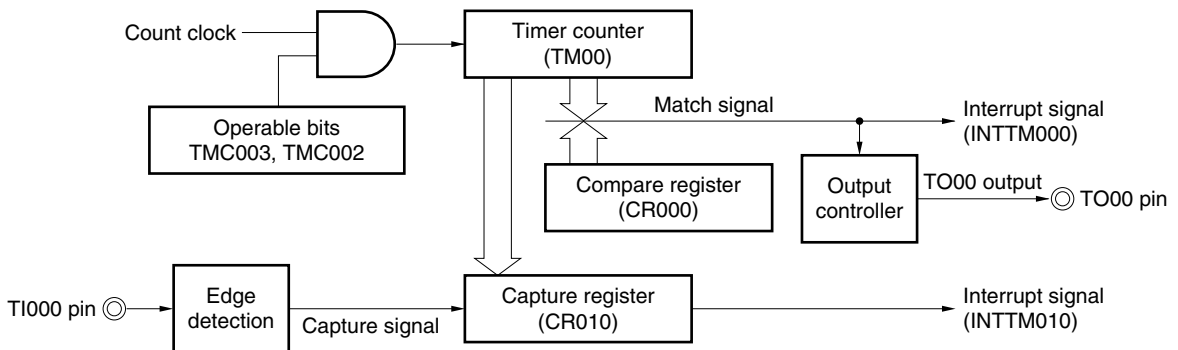 Count clock
Timer counter
(TM00)
Operable bits
TMC003, TMC002
Match signal
Interrupt signal
(INTTM000)
Compare register
(CR000)
Output
controller
TO00 output
TO00 pin
TI000 pin
Edge
detection
Capture signal
Capture register
(CR010)
Interrupt signal
(INTTM010)